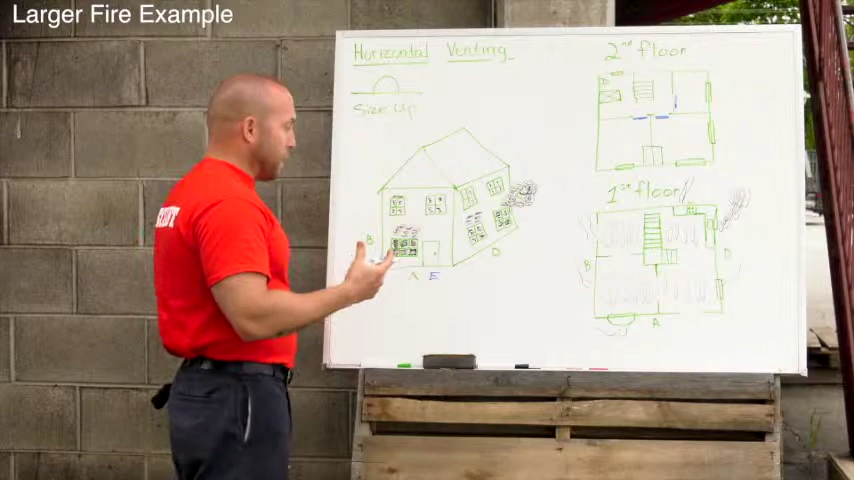 Larger Fire Example
Horizontal Venting
Size Up
2nd floor
1st floor
B
A
E
D
B
D
A